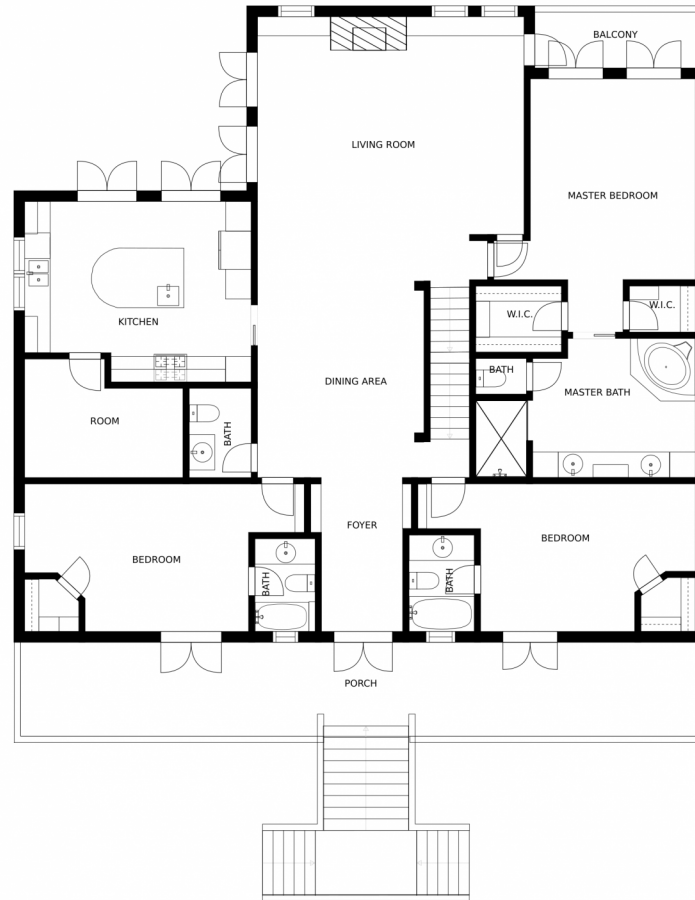 BALCONY
LIVING ROOM
MASTER BEDROOM
W.I.C.
W.I.C.
KITCHEN
BATH
DINING AREA
MASTER BATH
ROOM
BATH
FOYER
BEDROOM
BEDROOM
BATH
BATH
PORCH